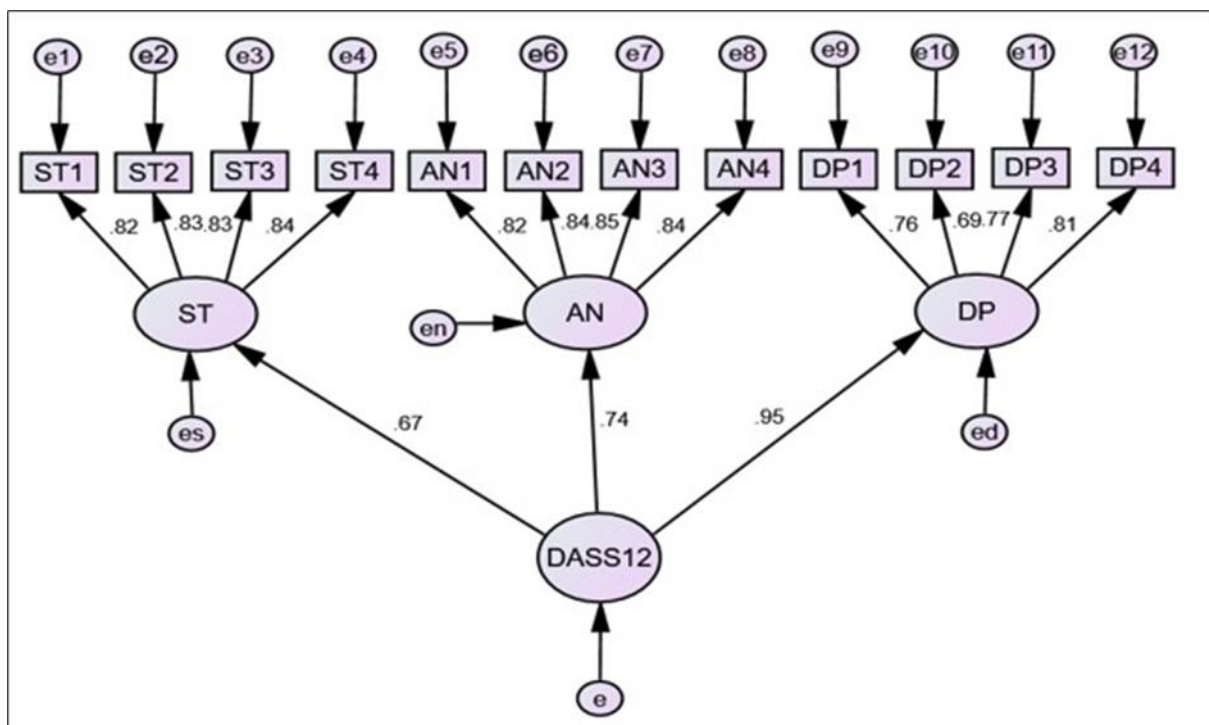 e1 e2 e3 e4 e5 e6 e7 e8 e9 e10 e11 e12
ST1 ST2 ST3 ST4 AN1 AN2 AN3 AN4 DP1 DP2 DP3 DP4
.82 .83 .83 .84 .82 .84 .85 .84 .76 .69 .77 .81
ST AN DP
en
es .67 .74 .95 ed
DASS12
e